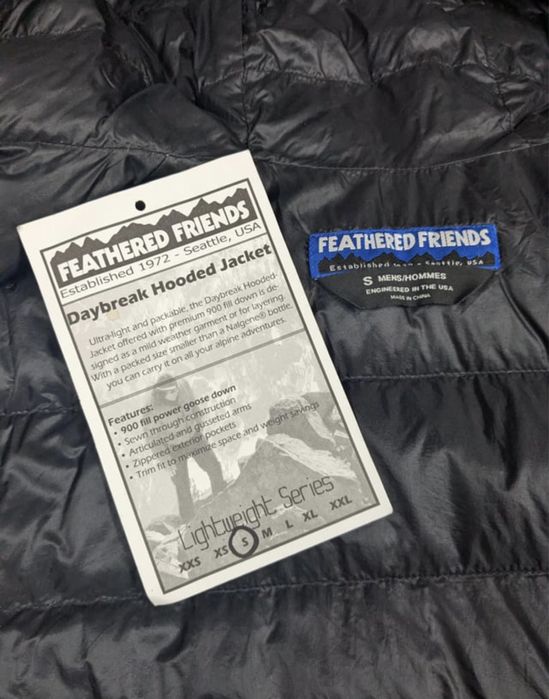 FEATHERED FRIENDS
Established 1972 - Seattle, USA
Daybreak Hooded Jacket
Ultra-light and packable, the Daybreak Hooded
Jacket offered with premium 900 fill down is de-
signed as a mild weather garment or for layering.
With a packed size smaller than a Nalgene® bottle,
you can carry it on all your alpine adventures.
Features:
• 900 fill power goose down
• Sewn through construction
• Articulated and gusseted arms
• Zippered exterior pockets
• Trim fit to maximize space and weight savings
Lightweight Series
XXS XS S M L XL XXL
FEATHERED FRIENDS
Established Seattle, USA
S MENS/HOMMES
ENGINEERED IN THE USA
MADE IN CHINA